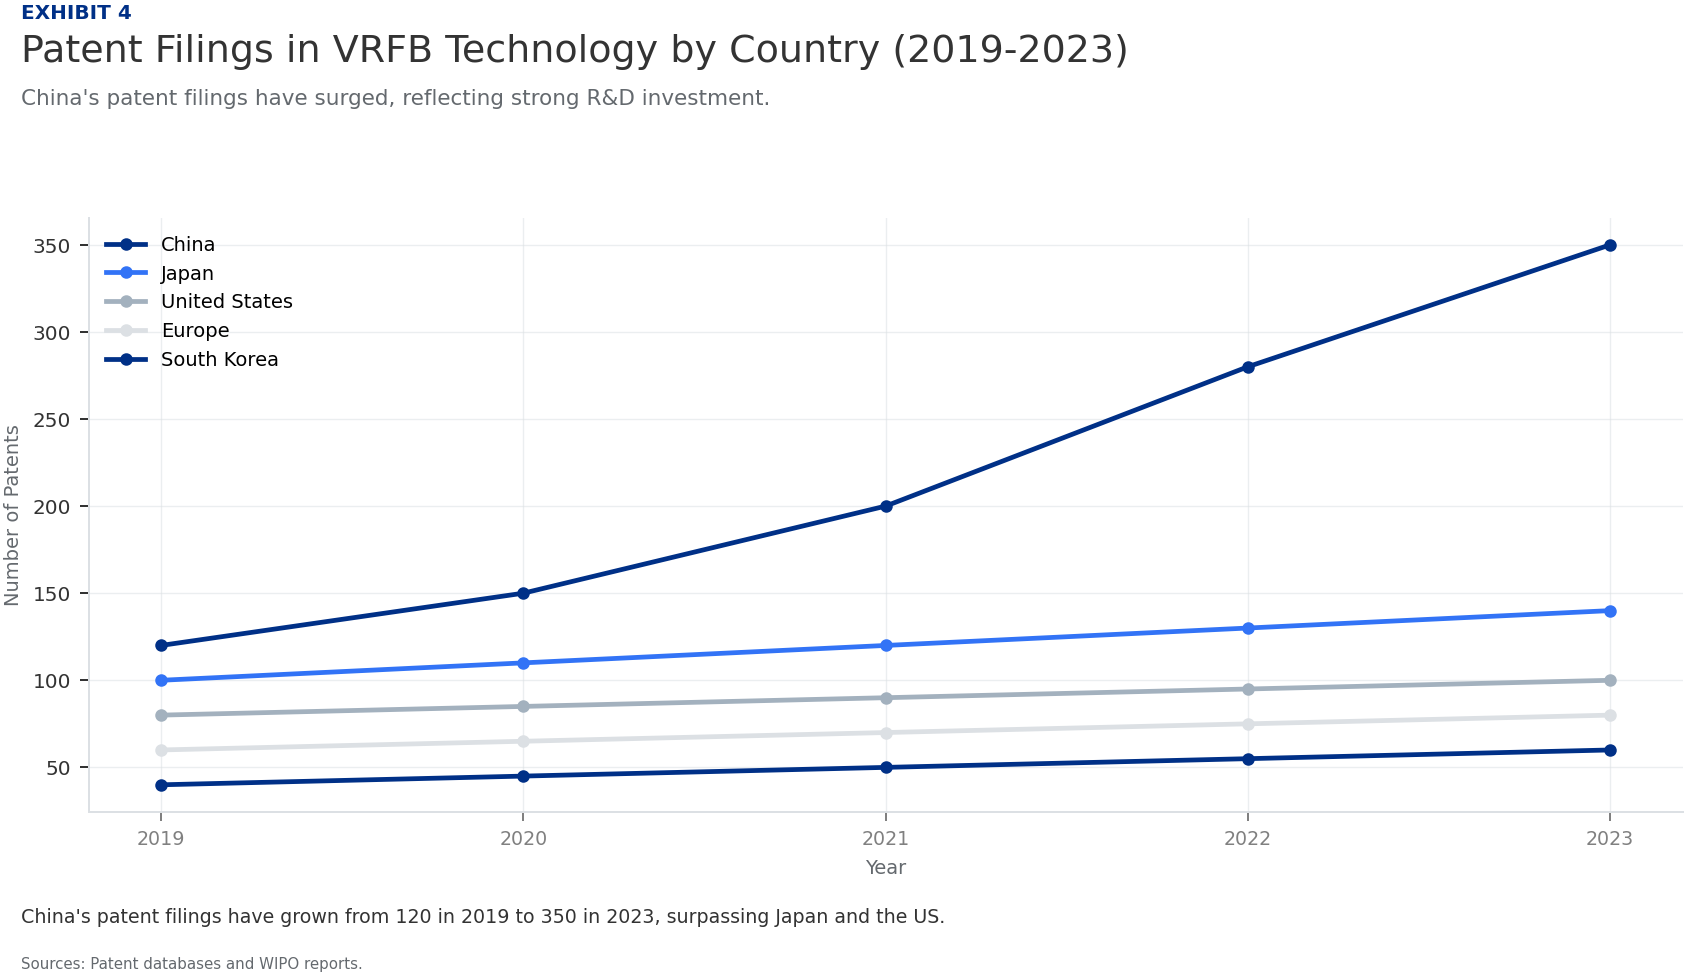 EXHIBIT 4
Patent Filings in VRFB Technology by Country (2019-2023)
China's patent filings have surged, reflecting strong R&D investment.
Number of Patents
350
300
250
200
150
100
50
China
Japan
United States
Europe
South Korea
2019
2020
2021
2022
2023
Year
China's patent filings have grown from 120 in 2019 to 350 in 2023, surpassing Japan and the US.
Sources: Patent databases and WIPO reports.